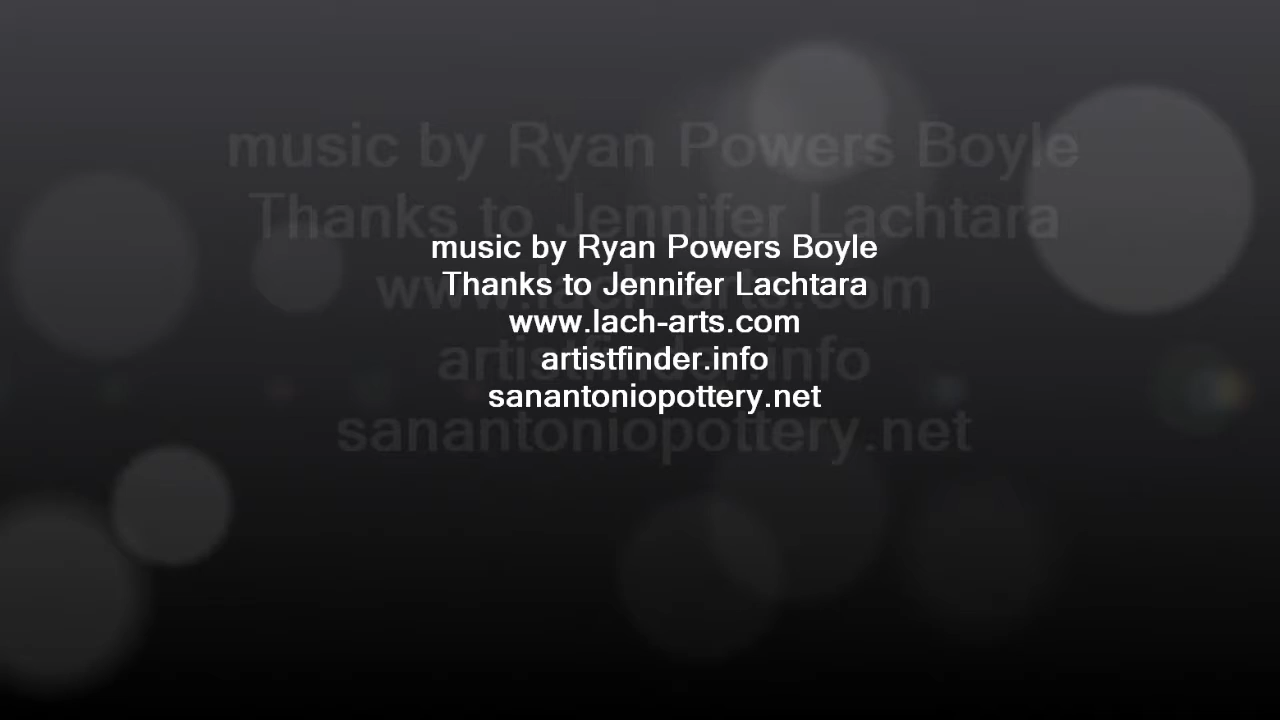 music by Ryan Powers Boyle
Thanks to Jennifer Lachtara
www.lach-arts.com
artistfinder.info
sanantoniopottery.net